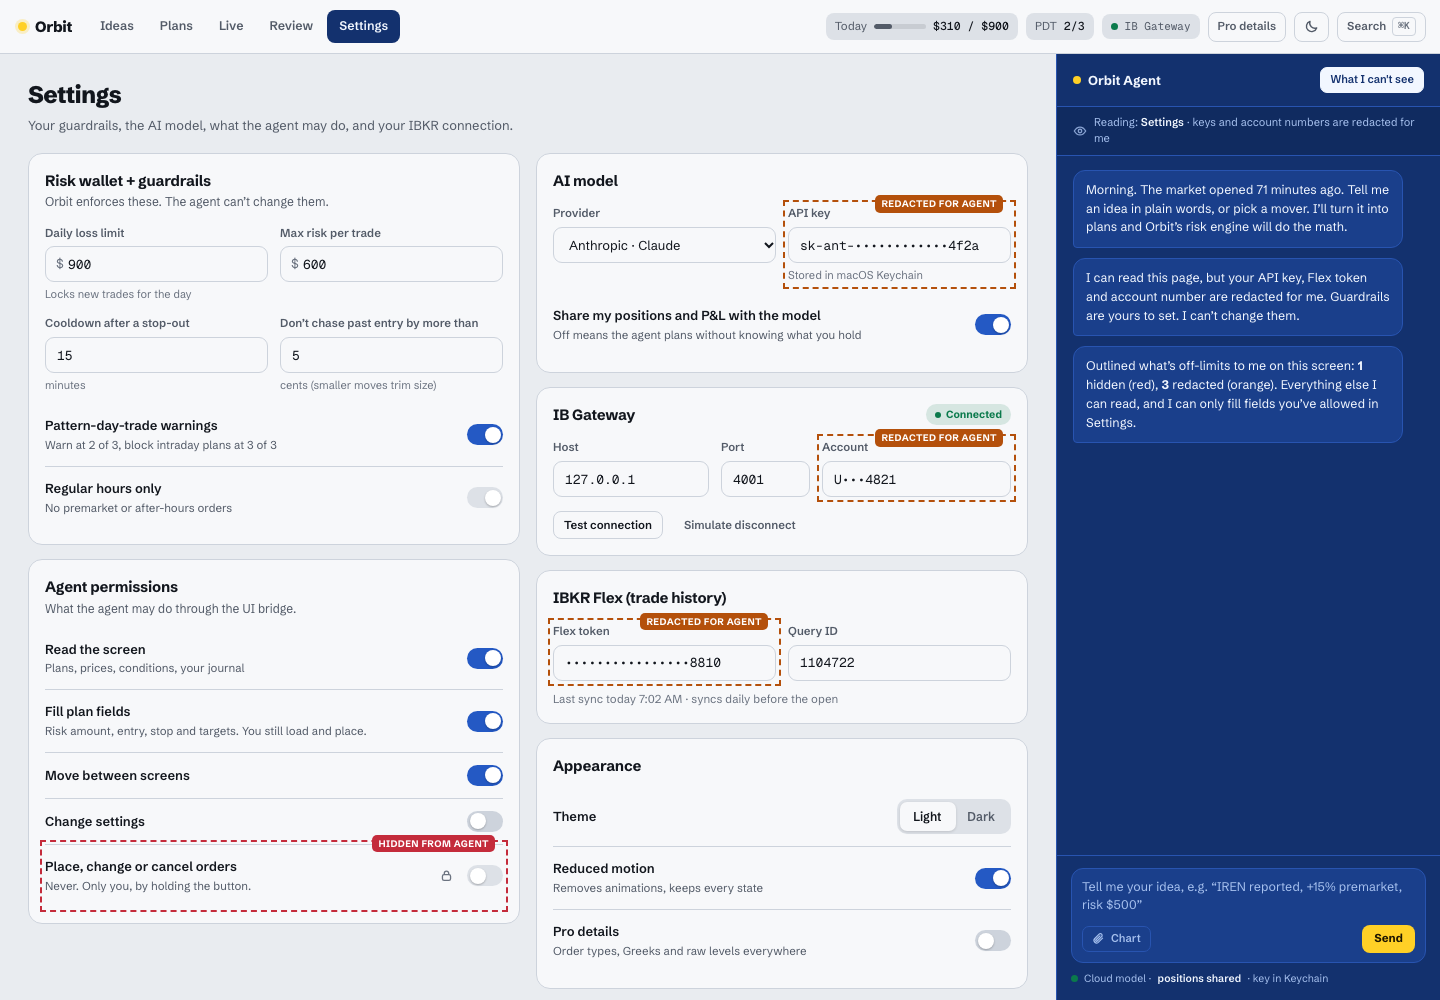 Orbit
Ideas
Plans
Live
Review
Settings
Today $310 / $900
PDT 2/3
IB Gateway
Pro details
Search ⌘K
Settings
Your guardrails, the AI model, what the agent may do, and your IBKR connection.
Risk wallet + guardrails
Orbit enforces these. The agent can't change them.
Daily loss limit
Max risk per trade
$ 900
$ 600
Locks new trades for the day
Cooldown after a stop-out
Don't chase past entry by more than
15
5
minutes
cents (smaller moves trim size)
Pattern-day-trade warnings
Warn at 2 of 3, block intraday plans at 3 of 3
Regular hours only
No premarket or after-hours orders
Agent permissions
What the agent may do through the UI bridge.
Read the screen
Plans, prices, conditions, your journal
Fill plan fields
Risk amount, entry, stop and targets. You still load and place.
Move between screens
Change settings
HIDDEN FROM AGENT
Place, change or cancel orders
Never. Only you, by holding the button.
AI model
REDACTED FOR AGENT
Provider
API key
Anthropic · Claude
sk-ant-••••••••••••4f2a
Stored in macOS Keychain
Share my positions and P&L with the model
Off means the agent plans without knowing what you hold
IB Gateway
Connected
REDACTED FOR AGENT
Host
Port
Account
127.0.0.1
4001
U•••4821
Test connection
Simulate disconnect
IBKR Flex (trade history)
REDACTED FOR AGENT
Flex token
Query ID
••••••••••••••••8810
1104722
Last sync today 7:02 AM · syncs daily before the open
Appearance
Theme
Light
Dark
Reduced motion
Removes animations, keeps every state
Pro details
Order types, Greeks and raw levels everywhere
Orbit Agent
What I can't see
Reading: Settings · keys and account numbers are redacted for
me
Morning. The market opened 71 minutes ago. Tell me
an idea in plain words, or pick a mover. I'll turn it into
plans and Orbit's risk engine will do the math.
I can read this page, but your API key, Flex token
and account number are redacted for me. Guardrails
are yours to set. I can't change them.
Outlined what's off-limits to me on this screen: 1
hidden (red), 3 redacted (orange). Everything else I
can read, and I can only fill fields you've allowed in
Settings.
Tell me your idea, e.g. “IREN reported, +15% premarket,
risk $500”
Chart
Send
Cloud model · positions shared · key in Keychain